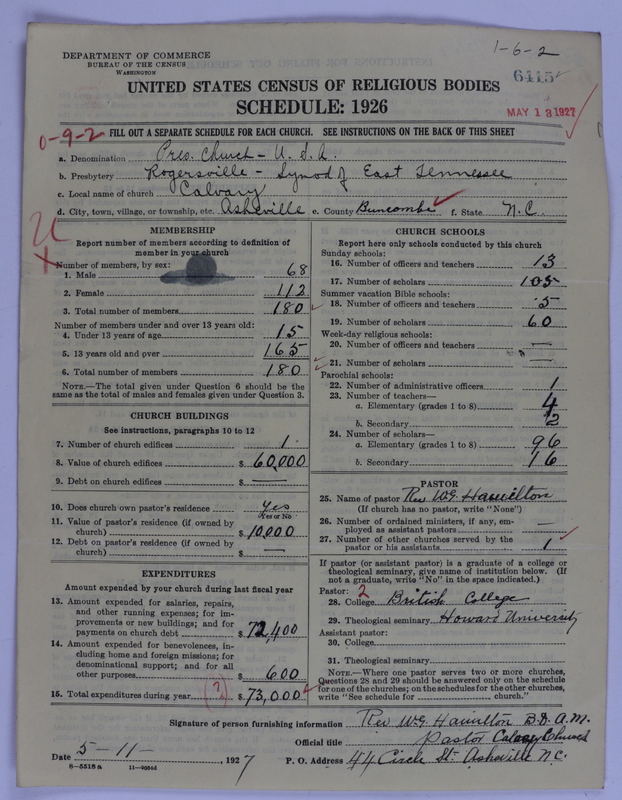 1-6-2
DEPARTMENT OF COMMERCE
BUREAU OF THE CENSUS
WASHINGTON
6415
UNITED STATES CENSUS OF RELIGIOUS BODIES
SCHEDULE: 1926
MAY 13 1927
0-9-2
FILL OUT A SEPARATE SCHEDULE FOR EACH CHURCH. SEE INSTRUCTIONS ON THE BACK OF THIS SHEET
a. Denomination Pres. Church - U.S.A.
b. Presbytery Rogersville - Synod of East Tennessee
c. Local name of church Calvary
d. City, town, village, or township, etc. Asheville e. County Buncombe f. State N.C.
MEMBERSHIP
Report number of members according to definition of
member in your church
Number of members, by sex:
1. Male 68
2. Female 112
3. Total number of members 180
Number of members under and over 13 years old:
4. Under 13 years of age 15
5. 13 years old and over 165
6. Total number of members 180
NOTE.—The total given under Question 6 should be
same as the total of males and females given under Question 3.
CHURCH BUILDINGS
See instructions, paragraphs 10 to 12
7. Number of church edifices 1
8. Value of church edifices $ 60,000
9. Debt on church edifices $ —
10. Does church own pastor's residence? Yes
Yes or No
11. Value of pastor's residence (if owned by
church) $ 10,000
12. Debt on pastor's residence (if owned by
church) $ —
EXPENDITURES
Amount expended by your church during last fiscal year
13. Amount expended for salaries, repairs,
and other running expenses; for im-
provements or new buildings; and for
payments on church debt $ 72,400
14. Amount expended for benevolences, in-
cluding home and foreign missions; for
denominational support; and for all
other purposes $ 600
15. Total expenditures during year (?) $ 73,000
CHURCH SCHOOLS
Report here only schools conducted by this church
Sunday schools:
16. Number of officers and teachers 13
17. Number of scholars 105
Summer vacation Bible schools:
18. Number of officers and teachers 5
19. Number of scholars 60
Week-day religious schools:
20. Number of officers and teachers —
21. Number of scholars —
Parochial schools:
22. Number of administrative officers 1
23. Number of teachers—
a. Elementary (grades 1 to 8) 4
b. Secondary 2
24. Number of scholars—
a. Elementary (grades 1 to 8) 96
b. Secondary 16
PASTOR
25. Name of pastor Rev W.G. Hamilton
(If church has no pastor, write "None")
26. Number of ordained ministers, if any, em-
ployed as assistant pastors —
27. Number of other churches served by the
pastor or his assistants 1
If pastor (or assistant pastor) is a graduate of a college or
theological seminary, give name of institution below. (If
not a graduate, write "No" in the space indicated.)
Pastor: 2
28. College British College
29. Theological seminary Howard University
Assistant pastor:
30. College
31. Theological seminary
NOTE.—Where one pastor serves two or more churches,
Questions 28 and 29 should be answered only on the schedule
for one of the churches; on the schedules for the other churches,
write "See schedule for church."
Signature of person furnishing information Rev W.G. Hamilton B.D. A.M.
Official title Pastor Calvary Church
Date 5-11- , 1927 P. O. Address 44 Circle St. Asheville N.C.
8—5518a